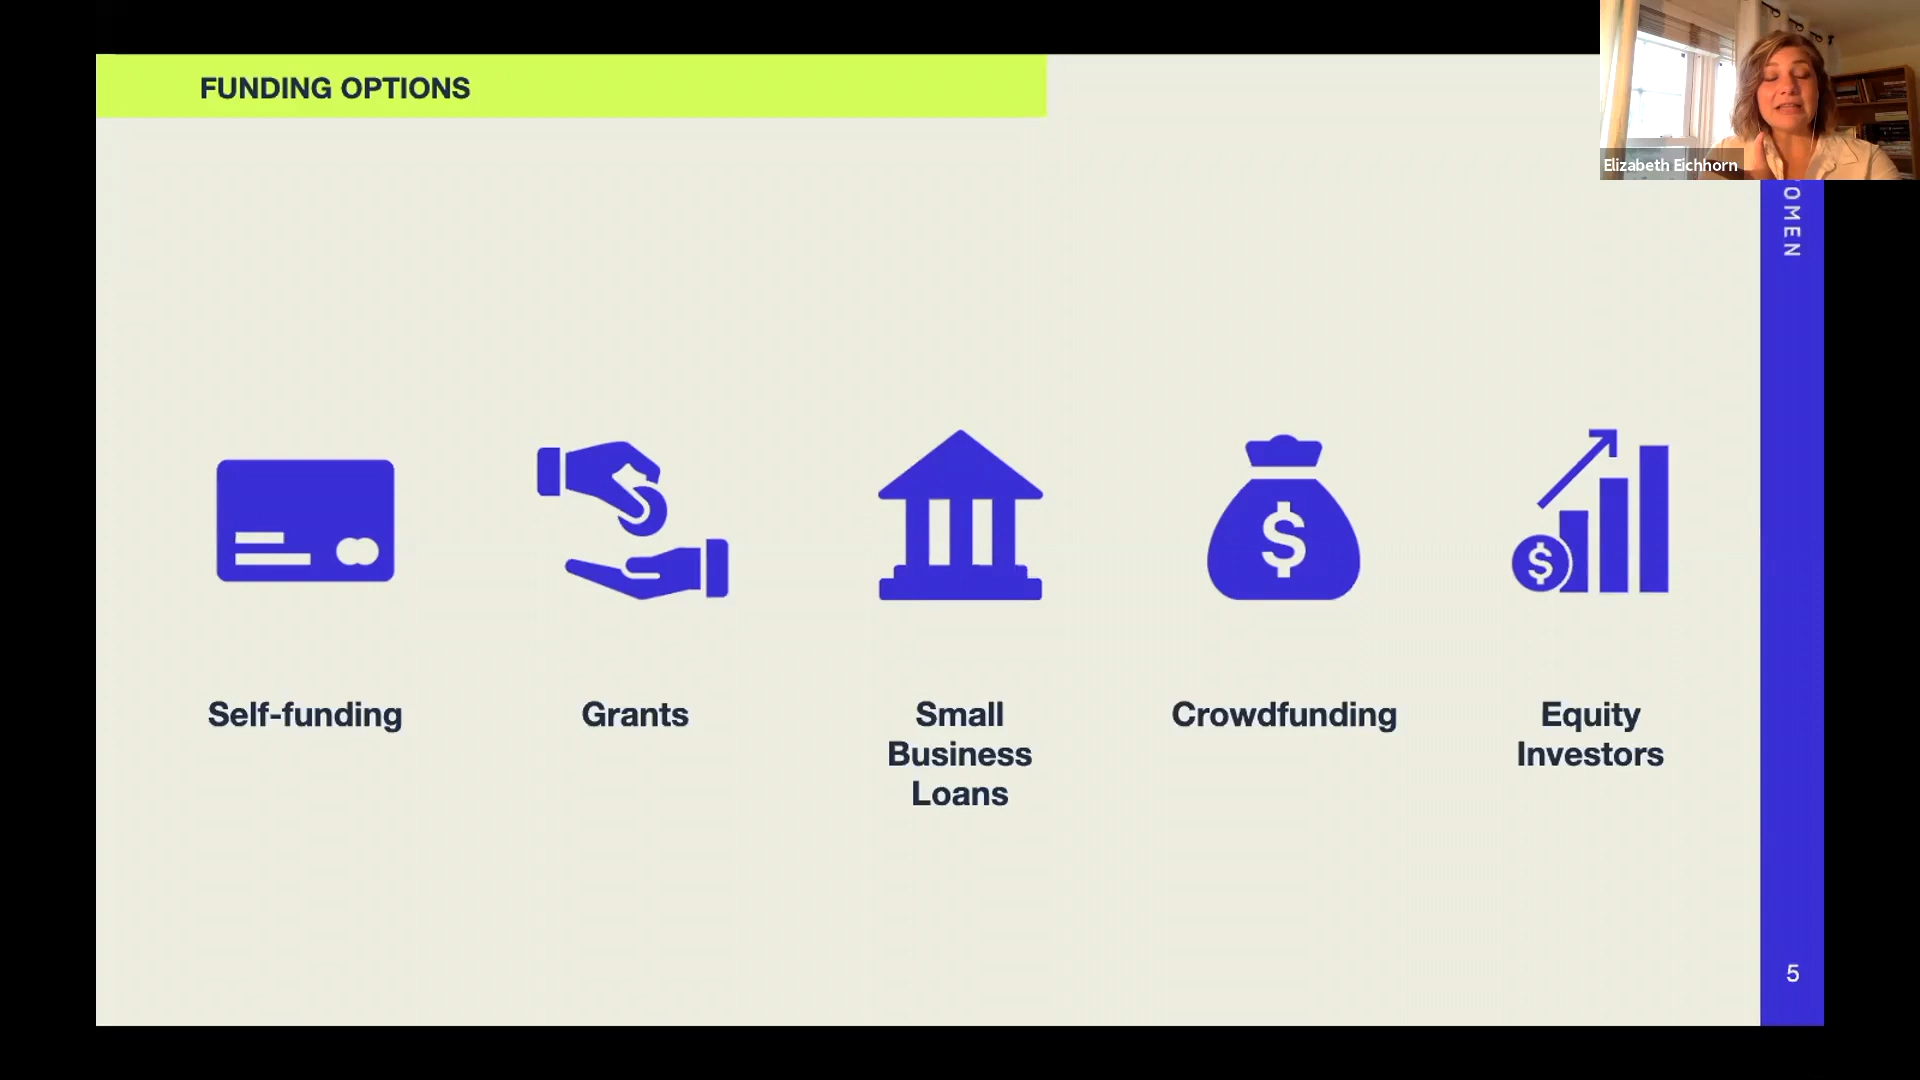 FUNDING OPTIONS
Elizabeth Eichhorn
OMEN
$
$
Self-funding
Grants
Small
Business
Loans
Crowdfunding
Equity
Investors
5